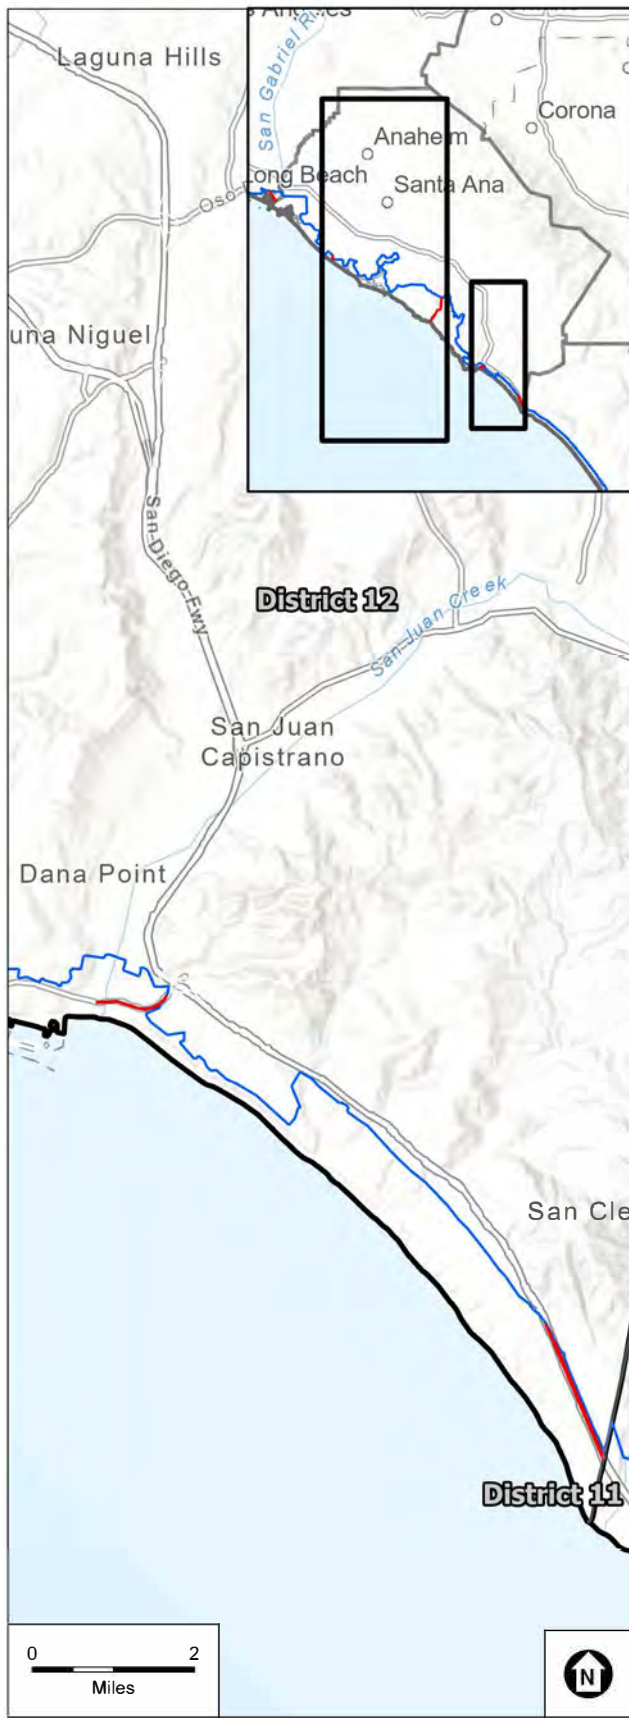 Laguna Hills
San Gabriel Ri
Corona
Anaheim
Long Beach
Santa Ana
Oso
una Niguel
San Diego Fwy
District 12
San Juan Creek
San Juan
Capistrano
Dana Point
San Cle
District 11
0 2
Miles
N